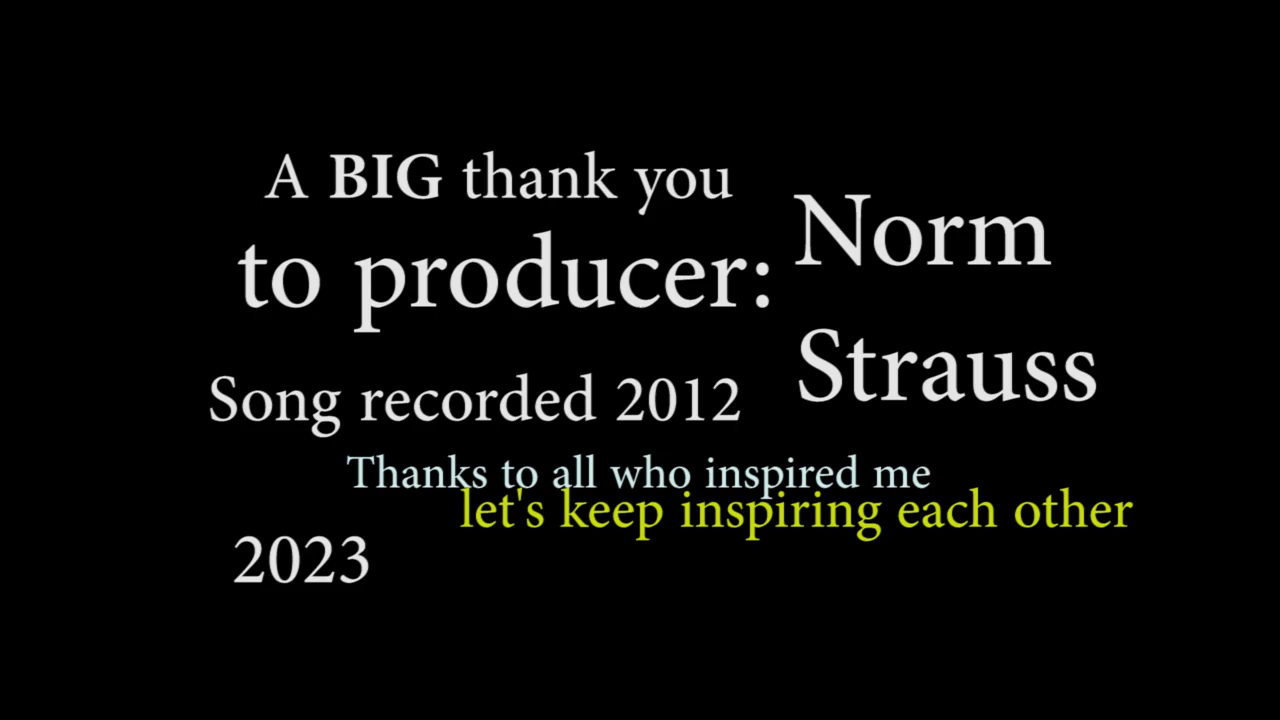 A BIG thank you
to producer:
Norm
Strauss
Song recorded 2012
Thanks to all who inspired me
let's keep inspiring each other
2023